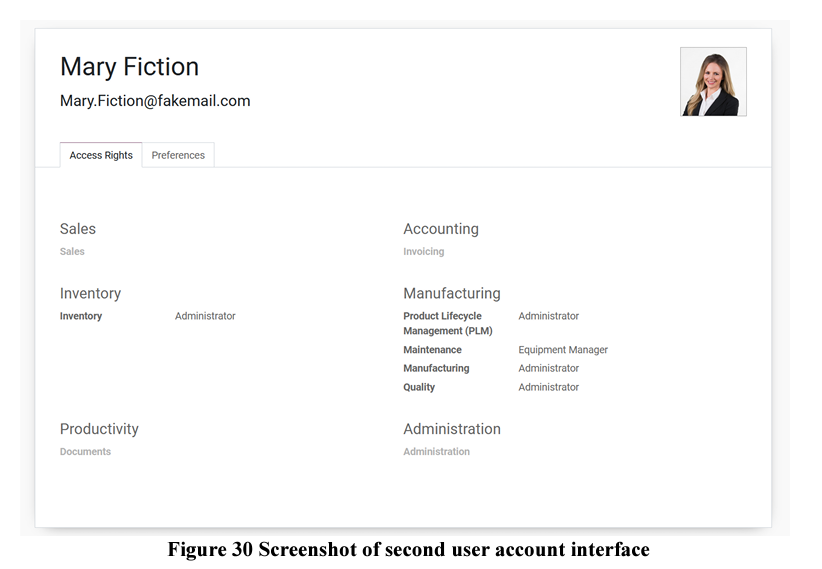 Mary Fiction
Mary.Fiction@fakemail.com
Access Rights Preferences
Sales
Sales
Accounting
Invoicing
Inventory
Inventory Administrator
Manufacturing
Product Lifecycle Administrator
Management (PLM)
Maintenance Equipment Manager
Manufacturing Administrator
Quality Administrator
Productivity
Documents
Administration
Administration
Figure 30 Screenshot of second user account interface